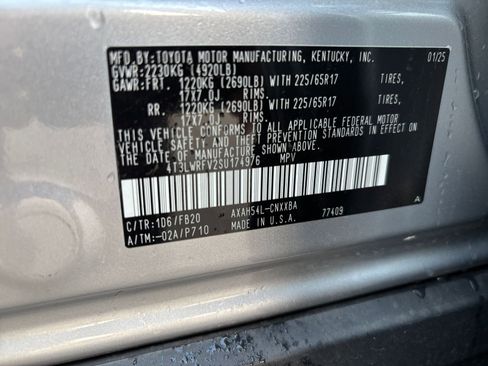 MFD.BY:TOYOTA MOTOR MANUFACTURING, KENTUCKY, INC. 01/25
GVWR:2230KG (4920LB)
GAWR:FRT. 1220KG (2690LB) WITH 225/65R17 TIRES,
17X7.0J RIMS.
RR. 1220KG (2690LB) WITH 225/65R17 TIRES,
17X7.0J RIMS.
THIS VEHICLE CONFORMS TO ALL APPLICABLE FEDERAL MOTOR
VEHICLE SAFETY AND THEFT PREVENTION STANDARDS IN EFFECT
ON THE DATE OF MANUFACTURE SHOWN ABOVE.
4T3LWRFV2SU174976 MPV
C/TR:1D6/FB20 AXAH54L-CNXXBA A
A/TM:-02A/P710 MADE IN U.S.A. 77409